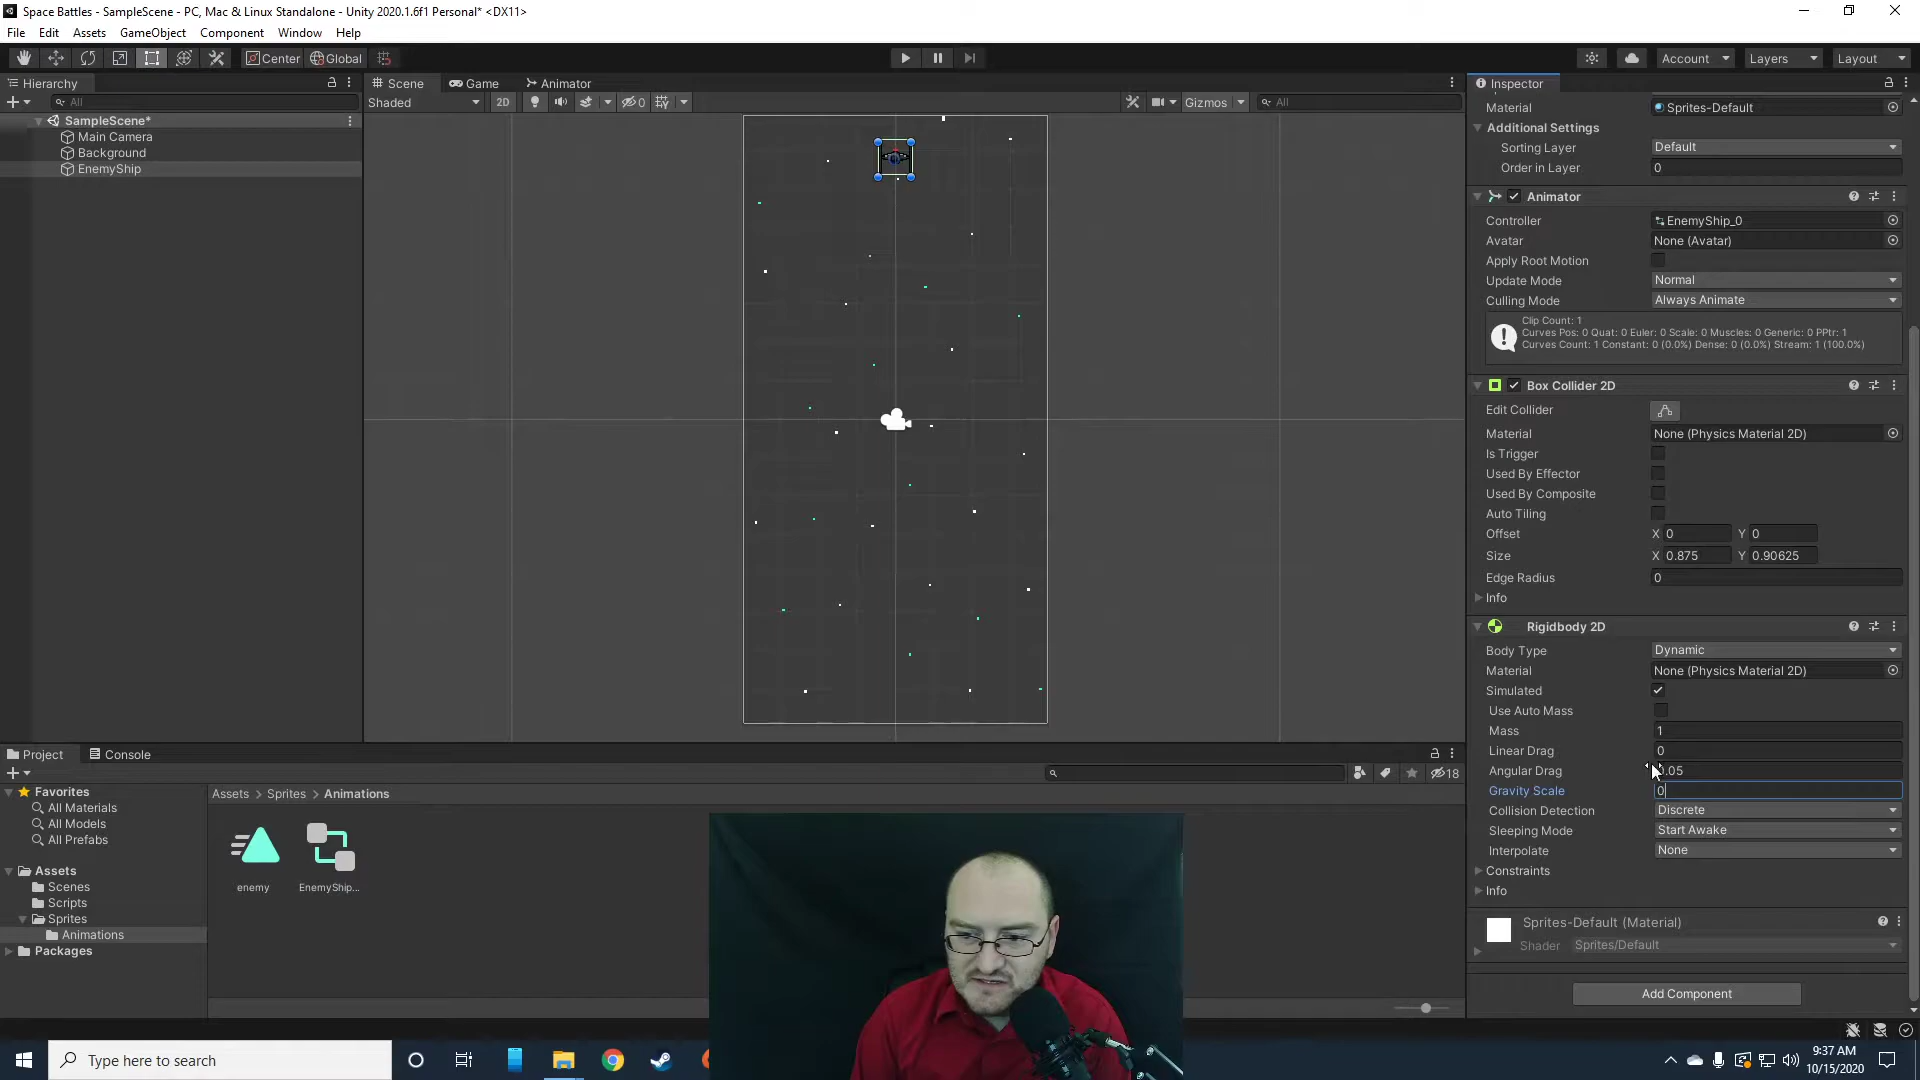 Space Battles - SampleScene - PC, Mac & Linux Standalone - Unity 2020.1.6f1 Personal* <DX11>
File Edit Assets GameObject Component Window Help
Center Global Account Layers Layout
Hierarchy
All
SampleScene*
Main Camera
Background
EnemyShip
Scene Game Animator
Shaded 2D 0 Gizmos All
Inspector
Material Sprites-Default
Additional Settings
Sorting Layer Default
Order in Layer 0
Animator
Controller EnemyShip_0
Avatar None (Avatar)
Apply Root Motion
Update Mode Normal
Culling Mode Always Animate
Clip Count: 1
Curves Pos: 0 Quat: 0 Euler: 0 Scale: 0 Muscles: 0 Generic: 0 PPtr: 1
Curves Count: 1 Constant: 0 (0.0%) Dense: 0 (0.0%) Stream: 1 (100.0%)
Box Collider 2D
Edit Collider
Material None (Physics Material 2D)
Is Trigger
Used By Effector
Used By Composite
Auto Tiling
Offset X 0 Y 0
Size X 0.875 Y 0.90625
Edge Radius 0
Info
Rigidbody 2D
Body Type Dynamic
Material None (Physics Material 2D)
Simulated
Use Auto Mass
Mass 1
Linear Drag 0
Angular Drag .05
Gravity Scale 0
Collision Detection Discrete
Sleeping Mode Start Awake
Interpolate None
Constraints
Info
Sprites-Default (Material)
Shader Sprites/Default
Add Component
Project Console
18
Favorites
All Materials
All Models
All Prefabs
Assets
Scenes
Scripts
Sprites
Animations
Packages
Assets > Sprites > Animations
enemy EnemyShip...
Type here to search
9:37 AM
10/15/2020